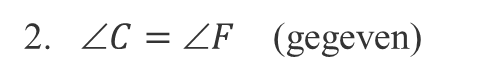 2. ∠C = ∠F (gegeven)